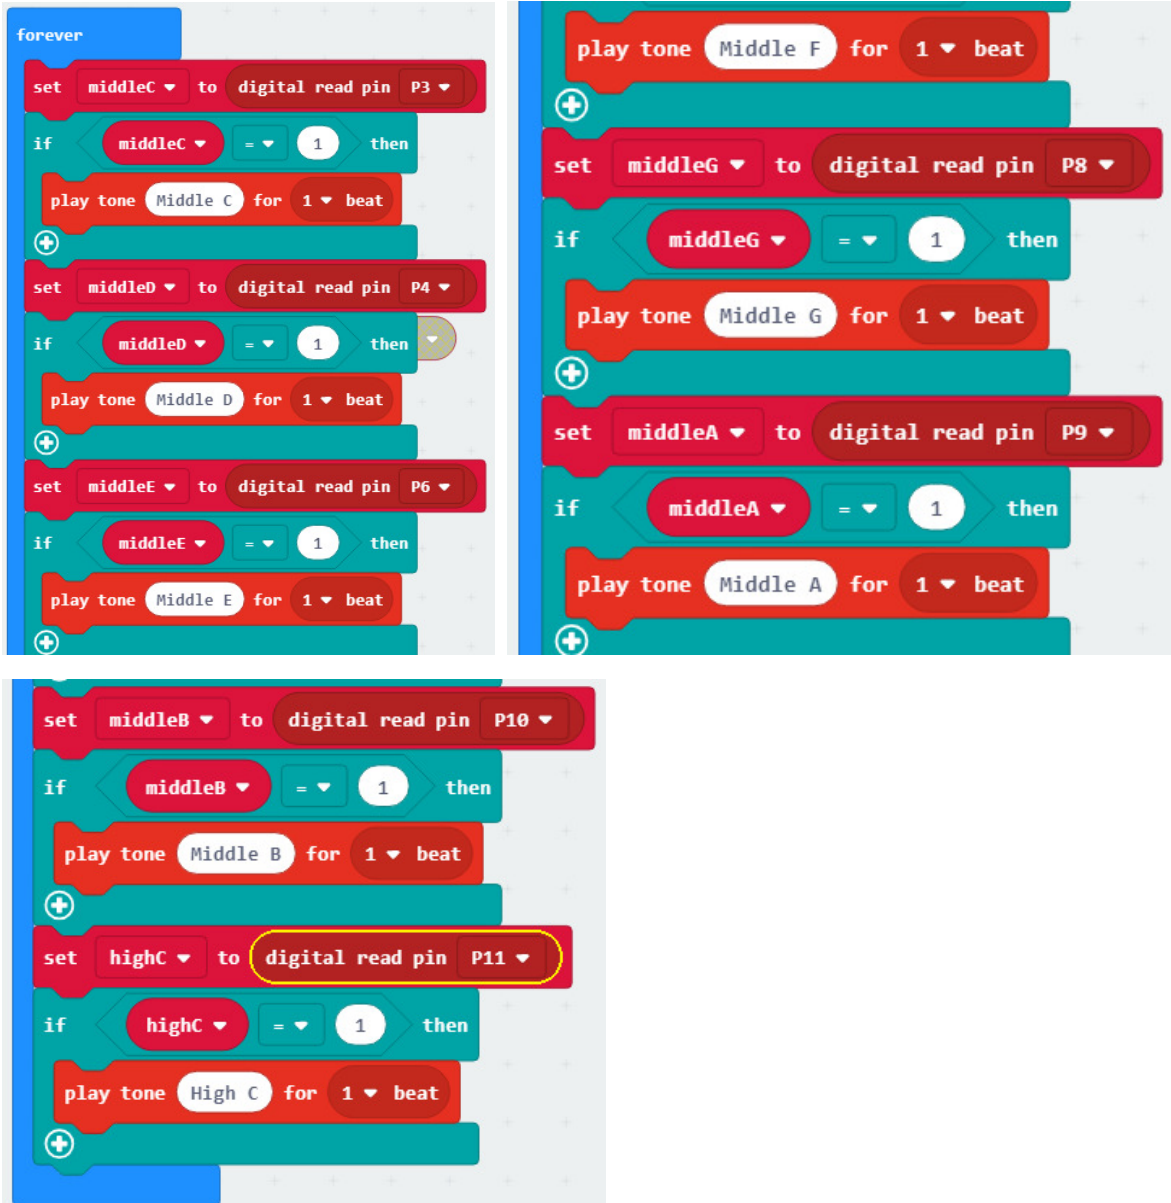 forever
set middleC to digital read pin P3
if middleC = 1 then
play tone Middle C for 1 beat
set middleD to digital read pin P4
if middleD = 1 then
play tone Middle D for 1 beat
set middleE to digital read pin P6
if middleE = 1 then
play tone Middle E for 1 beat
play tone Middle F for 1 beat
set middleG to digital read pin P8
if middleG = 1 then
play tone Middle G for 1 beat
set middleA to digital read pin P9
if middleA = 1 then
play tone Middle A for 1 beat
set middleB to digital read pin P10
if middleB = 1 then
play tone Middle B for 1 beat
set highC to digital read pin P11
if highC = 1 then
play tone High C for 1 beat